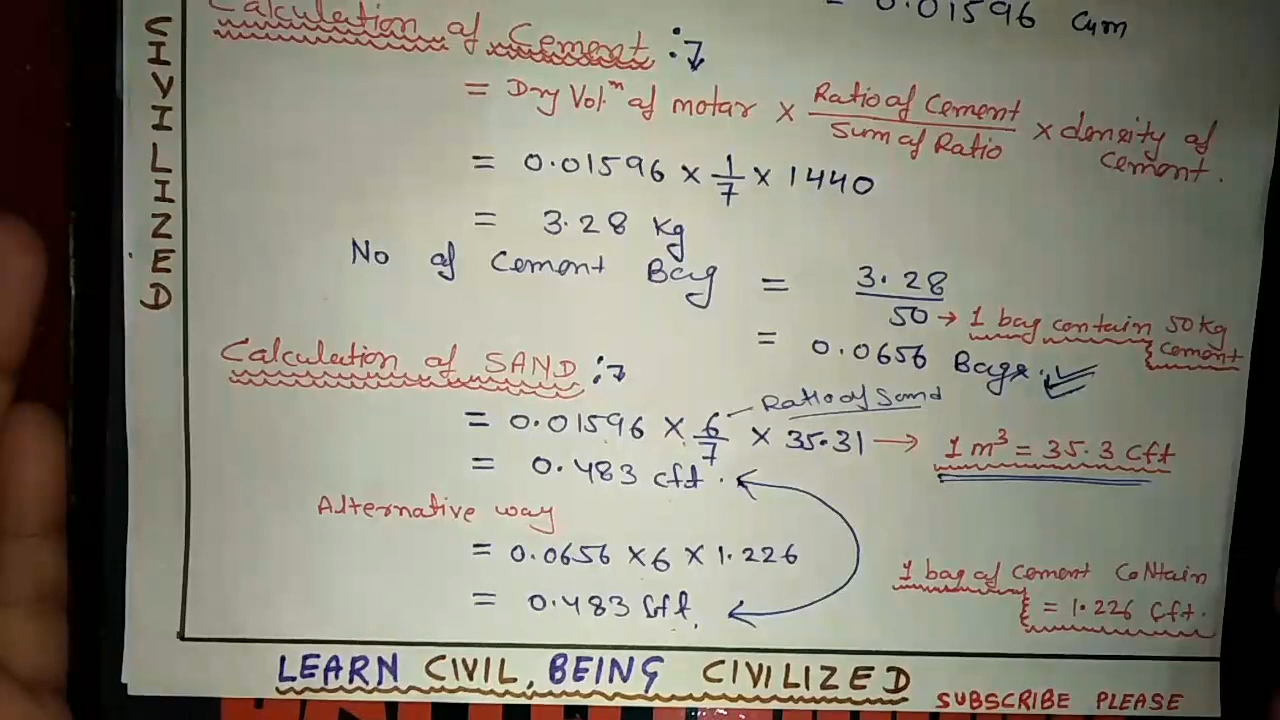 = 0.01596 Cum
Calculation of Cement :→
= Dry Vol.ᵐ of motar × Ratio of Cement / Sum of Ratio × density of Cement.
= 0.01596 × 1/7 × 1440
= 3.28 Kg
No of Cement Bag = 3.28 / 50 → 1 bag contain 50 kg cement
= 0.0656 Bags.
Calculation of SAND :→
= 0.01596 × 6/7 × 35.31 → 1 m³ = 35.3 Cft
Ratio of Sand
= 0.483 cft.
Alternative way
= 0.0656 × 6 × 1.226
= 0.483 Cft.
1 bag of cement CoNtain
= 1.226 Cft.
CIVILIZED
LEARN CIVIL, BEING CIVILIZED
SUBSCRIBE PLEASE